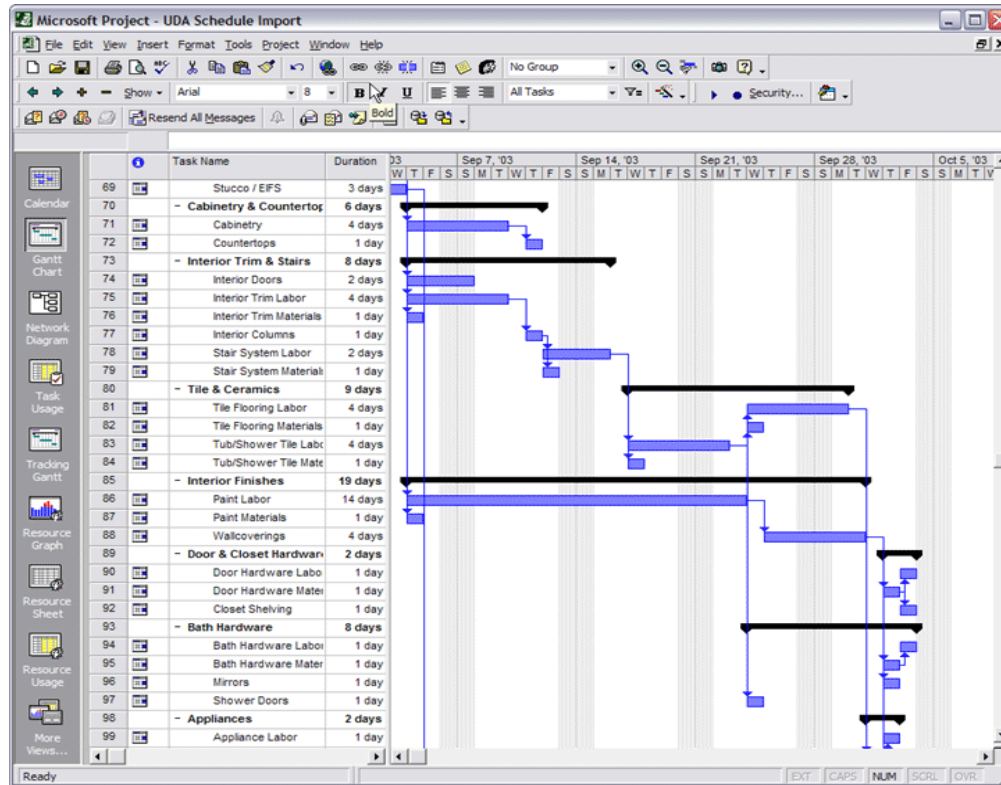 Microsoft Project - UDA Schedule Import
File Edit View Insert Format Tools Project Window Help
ABC No Group
Show Arial 8 B U All Tasks Security...
Resend All Messages Bold
Task Name Duration 03 Sep 7, '03 Sep 14, '03 Sep 21, '03 Sep 28, '03 Oct 5, '03
W T F S S M T W T F S S M T W T F S S M T W T F S S M T W T F S S M T W
69 Stucco / EIFS 3 days
70 - Cabinetry & Countertop 6 days
71 Cabinetry 4 days
72 Countertops 1 day
73 - Interior Trim & Stairs 8 days
74 Interior Doors 2 days
75 Interior Trim Labor 4 days
76 Interior Trim Materials 1 day
77 Interior Columns 1 day
78 Stair System Labor 2 days
79 Stair System Material 1 day
80 - Tile & Ceramics 9 days
81 Tile Flooring Labor 4 days
82 Tile Flooring Materials 1 day
83 Tub/Shower Tile Labo 4 days
84 Tub/Shower Tile Mate 1 day
85 - Interior Finishes 19 days
86 Paint Labor 14 days
87 Paint Materials 1 day
88 Wallcoverings 4 days
89 - Door & Closet Hardwar 2 days
90 Door Hardware Labo 1 day
91 Door Hardware Mater 1 day
92 Closet Shelving 1 day
93 - Bath Hardware 8 days
94 Bath Hardware Labor 1 day
95 Bath Hardware Mater 1 day
96 Mirrors 1 day
97 Shower Doors 1 day
98 - Appliances 2 days
99 Appliance Labor 1 day
Calendar
Gantt
Chart
Network
Diagram
Task
Usage
Tracking
Gantt
Resource
Graph
Resource
Sheet
Resource
Usage
More
Views...
Ready EXT CAPS NUM SCRL OVR